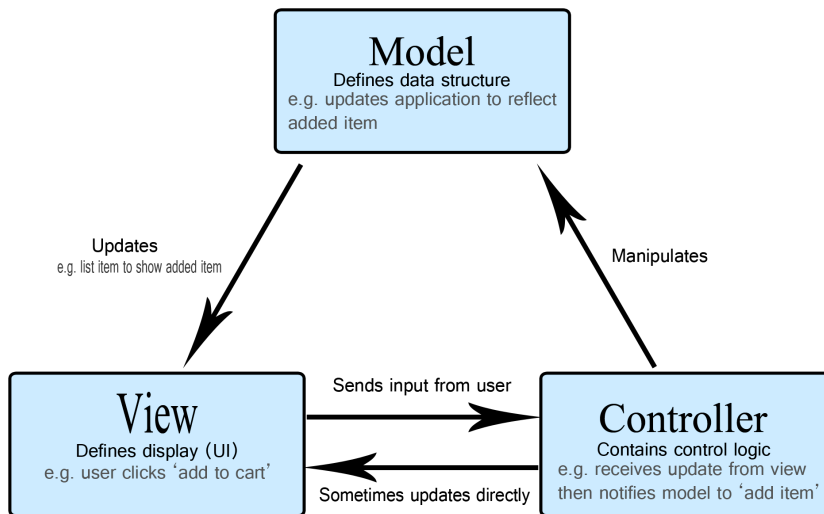 Model
Defines data structure
e.g. updates application to reflect
added item
Updates
e.g. list item to show added item
Manipulates
View
Defines display (UI)
e.g. user clicks ‘add to cart’
Sends input from user
Sometimes updates directly
Controller
Contains control logic
e.g. receives update from view
then notifies model to ‘add item’